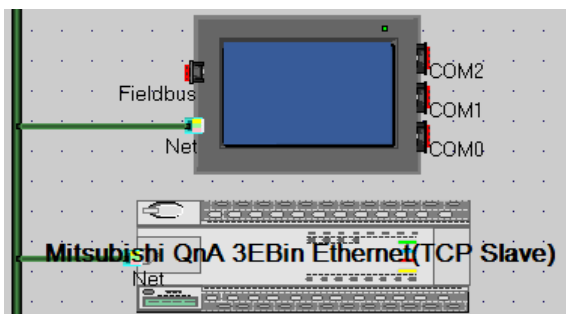 COM2
Fieldbus
COM1
Net
COM0
Mitsubishi QnA 3EBin Ethernet(TCP Slave)
Net